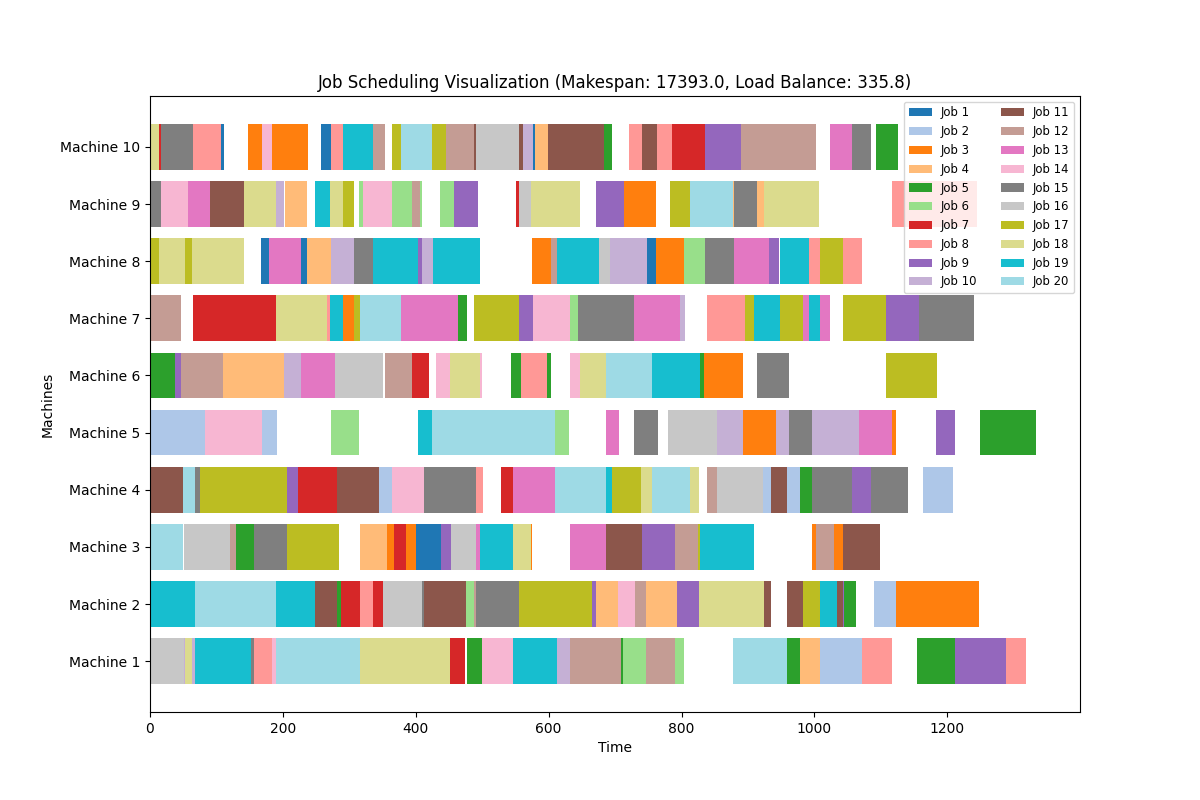 Job Scheduling Visualization (Makespan: 17393.0, Load Balance: 335.8)
Machine 10
Machine 9
Machine 8
Machine 7
Machine 6
Machine 5
Machine 4
Machine 3
Machine 2
Machine 1
Machines
0 200 400 600 800 1000 1200
Time
Job 1
Job 2
Job 3
Job 4
Job 5
Job 6
Job 7
Job 8
Job 9
Job 10
Job 11
Job 12
Job 13
Job 14
Job 15
Job 16
Job 17
Job 18
Job 19
Job 20